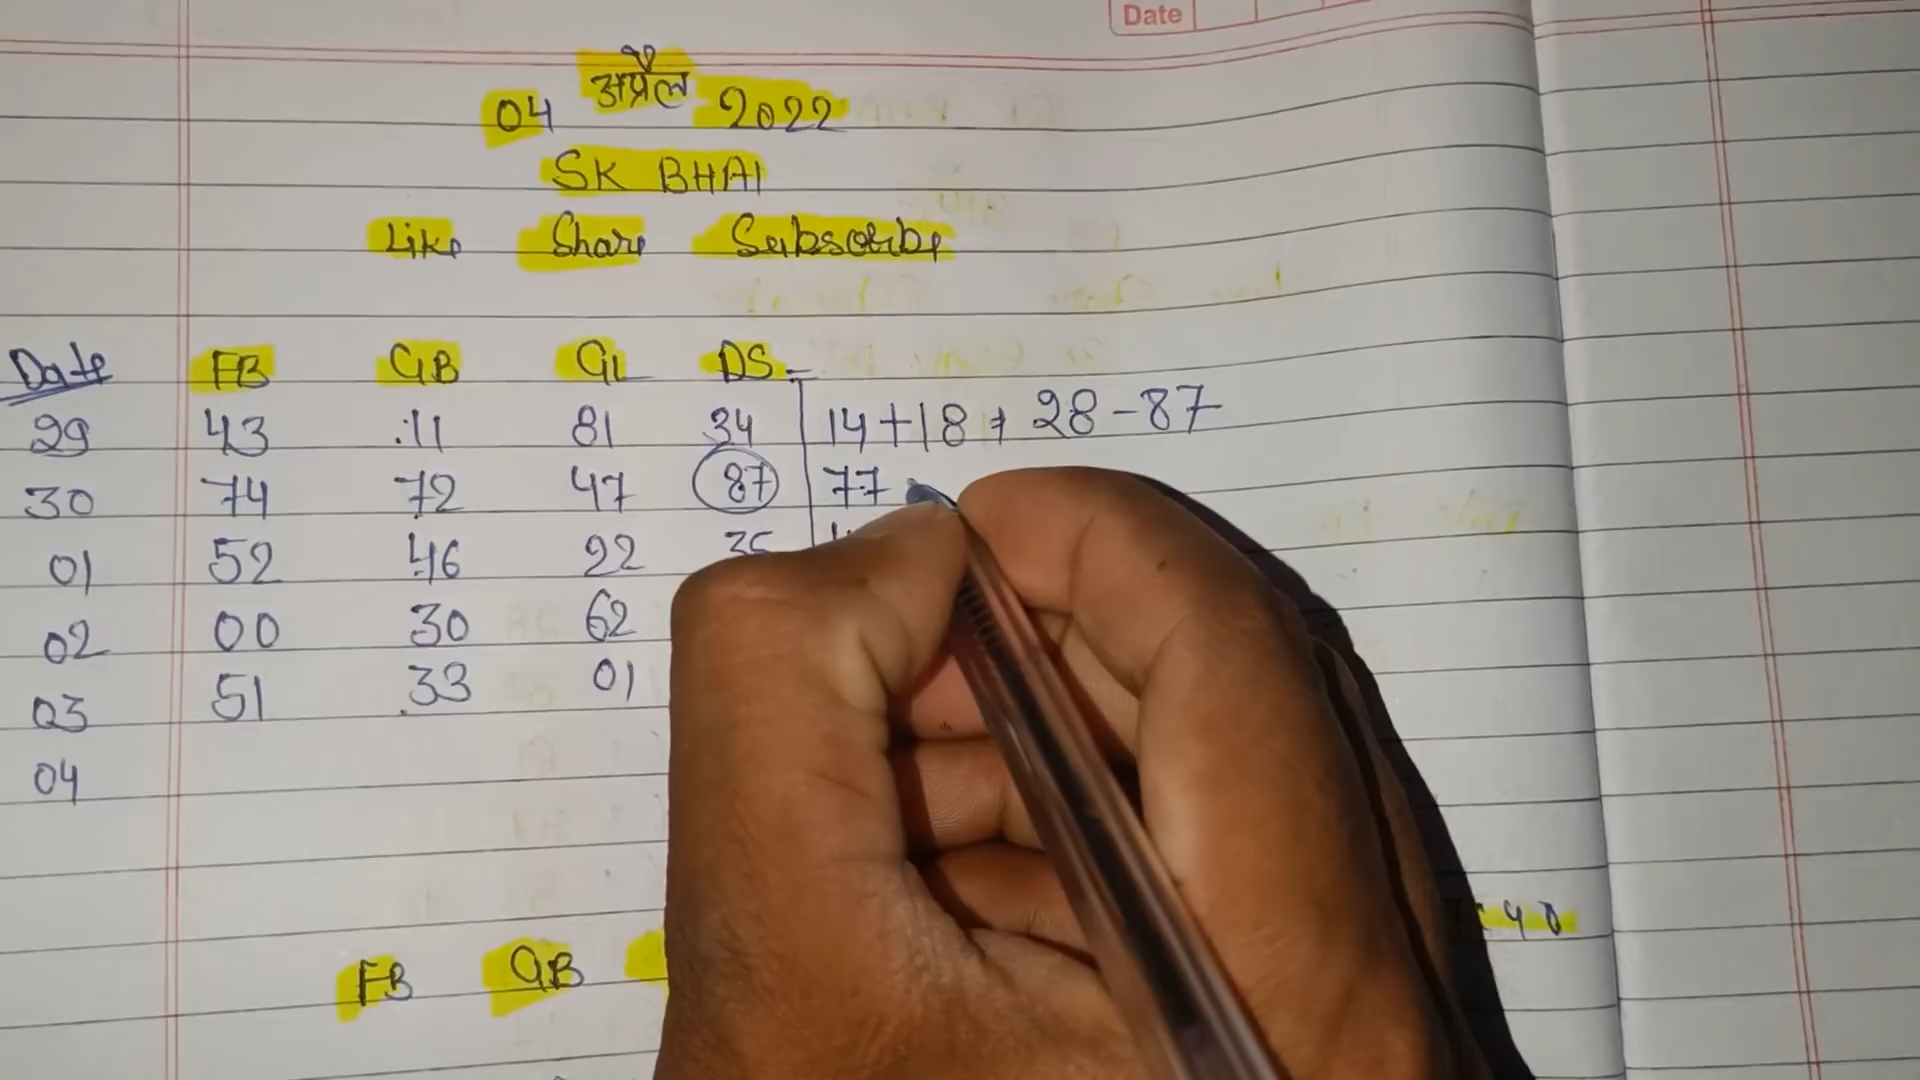 Date
04 अप्रैल 2022
SK BHAI
Like Share Subscribe
Date FB GB GL DS
29 43 11 81 34 14+18 + 28-87
30 74 72 47 87 77
01 52 46 22 35
02 00 30 62
03 51 33 01
04
40
FB GB